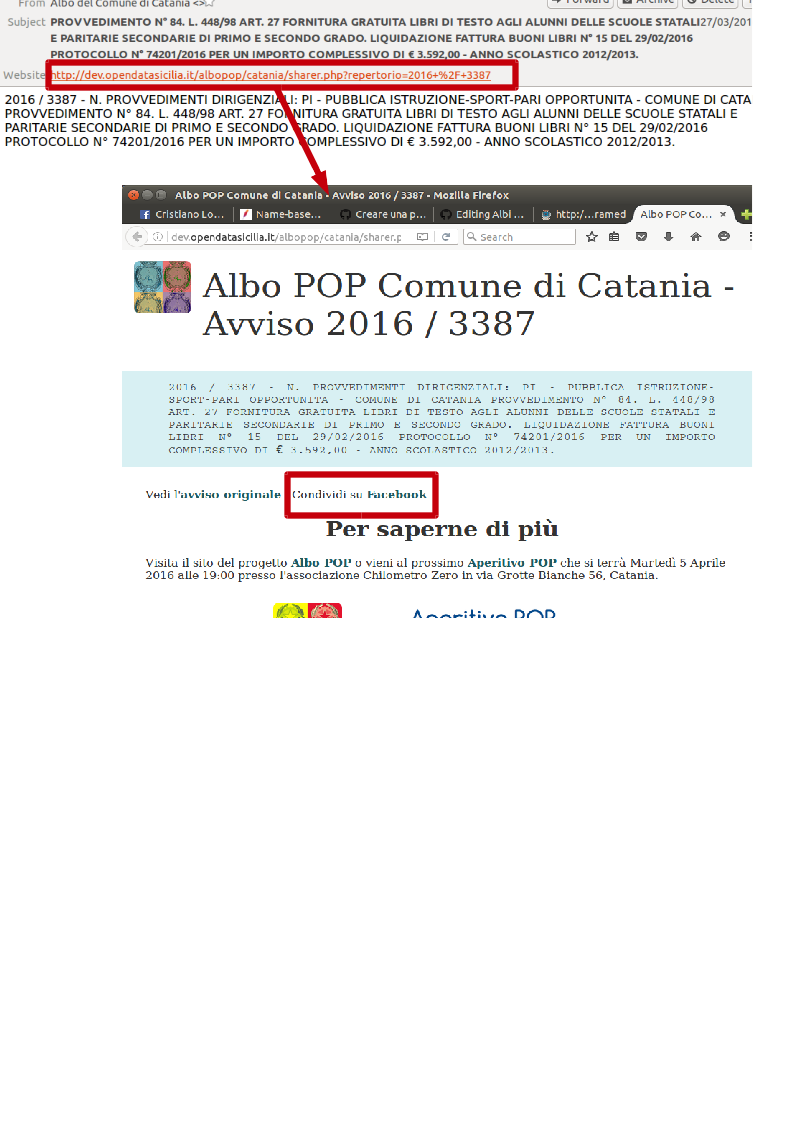 From Albo del Comune di Catania <>
Forward Archive Delete
Subject PROVVEDIMENTO N° 84. L. 448/98 ART. 27 FORNITURA GRATUITA LIBRI DI TESTO AGLI ALUNNI DELLE SCUOLE STATALI 27/03/201
E PARITARIE SECONDARIE DI PRIMO E SECONDO GRADO. LIQUIDAZIONE FATTURA BUONI LIBRI N° 15 DEL 29/02/2016
PROTOCOLLO N° 74201/2016 PER UN IMPORTO COMPLESSIVO DI € 3.592,00 - ANNO SCOLASTICO 2012/2013.
Website http://dev.opendatasicilia.it/albopop/catania/sharer.php?repertorio=2016+%2F+3387
2016 / 3387 - N. PROVVEDIMENTI DIRIGENZIALI: PI - PUBBLICA ISTRUZIONE-SPORT-PARI OPPORTUNITA - COMUNE DI CATA
PROVVEDIMENTO N° 84. L. 448/98 ART. 27 FORNITURA GRATUITA LIBRI DI TESTO AGLI ALUNNI DELLE SCUOLE STATALI E
PARITARIE SECONDARIE DI PRIMO E SECONDO GRADO. LIQUIDAZIONE FATTURA BUONI LIBRI N° 15 DEL 29/02/2016
PROTOCOLLO N° 74201/2016 PER UN IMPORTO COMPLESSIVO DI € 3.592,00 - ANNO SCOLASTICO 2012/2013.
Albo POP Comune di Catania - Avviso 2016 / 3387 - Mozilla Firefox
Cristiano Lo... Name-base... Creare una p... Editing Albi ... http:/...ramed Albo POP Co... ×
dev.opendatasicilia.it/albopop/catania/sharer.p Search
Albo POP Comune di Catania -
Avviso 2016 / 3387
2016 / 3387 - N. PROVVEDIMENTI DIRIGENZIALI: PI - PUBBLICA ISTRUZIONE-
SPORT-PARI OPPORTUNITA - COMUNE DI CATANIA PROVVEDIMENTO N° 84. L. 448/98
ART. 27 FORNITURA GRATUITA LIBRI DI TESTO AGLI ALUNNI DELLE SCUOLE STATALI E
PARITARIE SECONDARIE DI PRIMO E SECONDO GRADO. LIQUIDAZIONE FATTURA BUONI
LIBRI N° 15 DEL 29/02/2016 PROTOCOLLO N° 74201/2016 PER UN IMPORTO
COMPLESSIVO DI € 3.592,00 - ANNO SCOLASTICO 2012/2013.
Vedi l'avviso originale Condividi su Facebook
Per saperne di più
Visita il sito del progetto Albo POP o vieni al prossimo Aperitivo POP che si terrà Martedì 5 Aprile
2016 alle 19:00 presso l'associazione Chilometro Zero in via Grotte Bianche 56, Catania.
Aperitivo POP